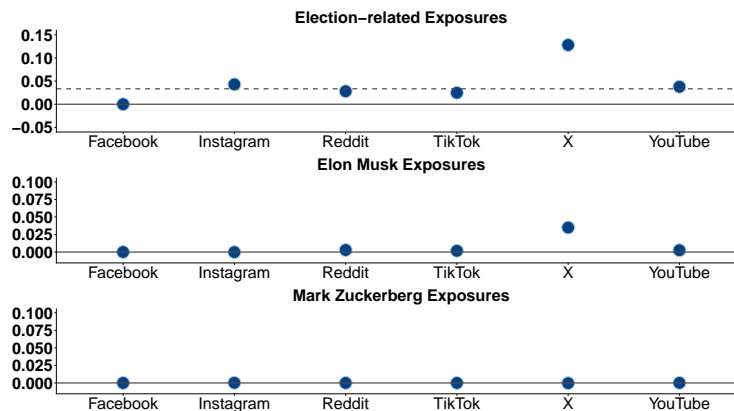 Election−related Exposures
0.15
0.10
0.05
0.00
−0.05
Facebook Instagram Reddit TikTok X YouTube
Elon Musk Exposures
0.100
0.075
0.050
0.025
0.000
Facebook Instagram Reddit TikTok X YouTube
Mark Zuckerberg Exposures
0.100
0.075
0.050
0.025
0.000
Facebook Instagram Reddit TikTok X YouTube